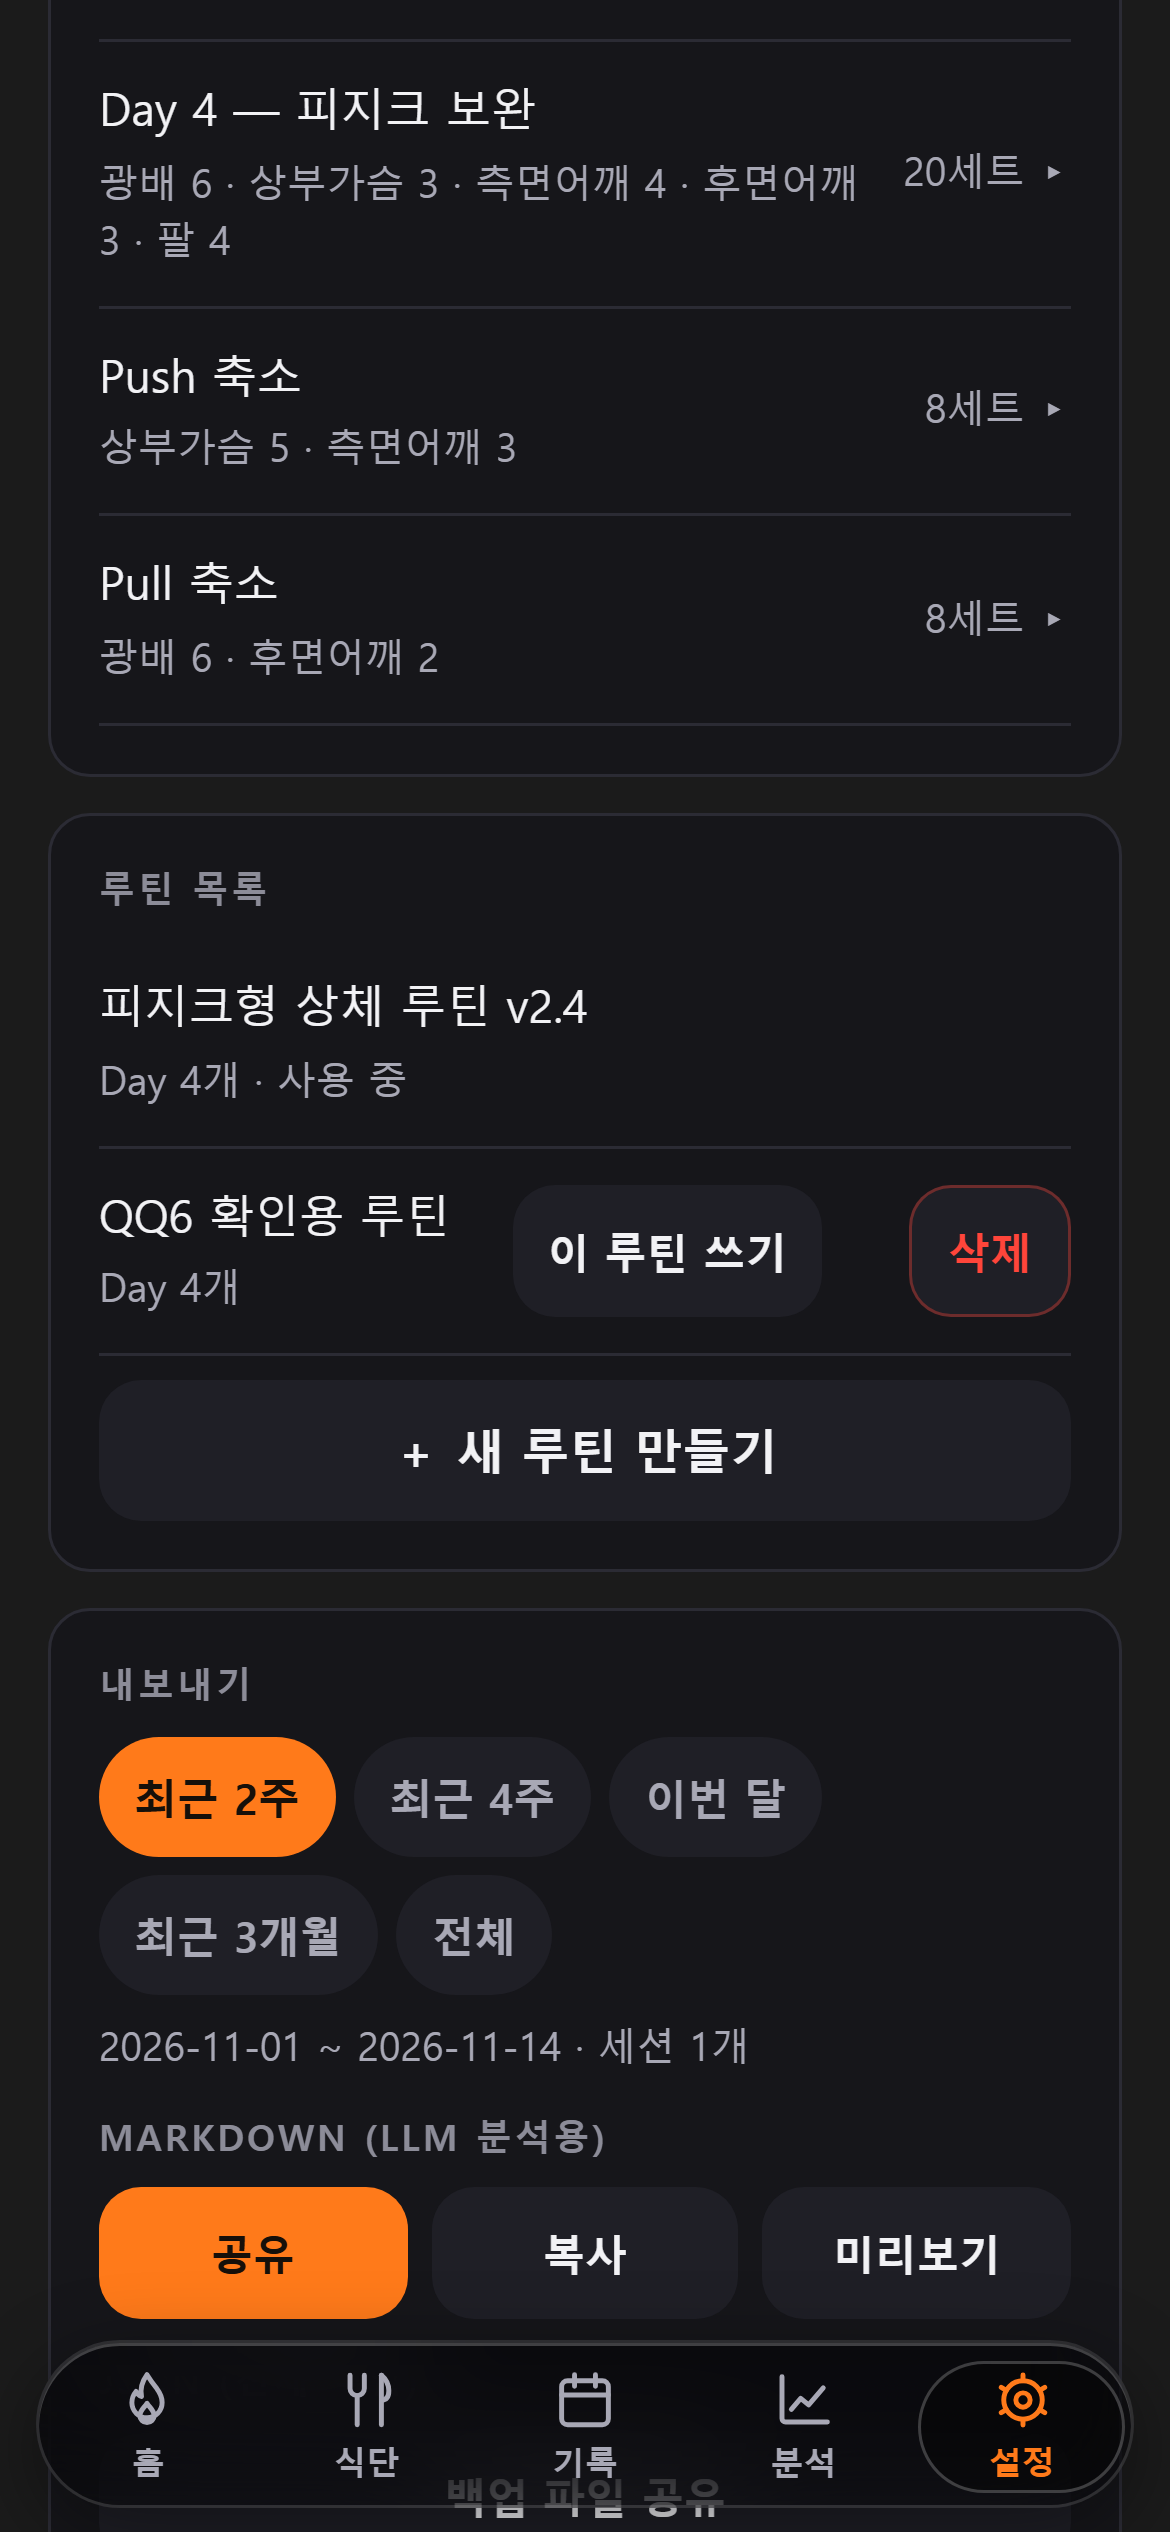 Day 4 — 피지크 보완
광배 6 · 상부가슴 3 · 측면어깨 4 · 후면어깨
3 · 팔 4
20세트 ▸
Push 축소
상부가슴 5 · 측면어깨 3
8세트 ▸
Pull 축소
광배 6 · 후면어깨 2
8세트 ▸
루틴 목록
피지크형 상체 루틴 v2.4
Day 4개 · 사용 중
QQ6 확인용 루틴
Day 4개
이 루틴 쓰기
삭제
+ 새 루틴 만들기
내보내기
최근 2주
최근 4주
이번 달
최근 3개월
전체
2026-11-01 ~ 2026-11-14 · 세션 1개
MARKDOWN (LLM 분석용)
공유
복사
미리보기
홈
식단
기록
분석
설정
백업 파일 공유